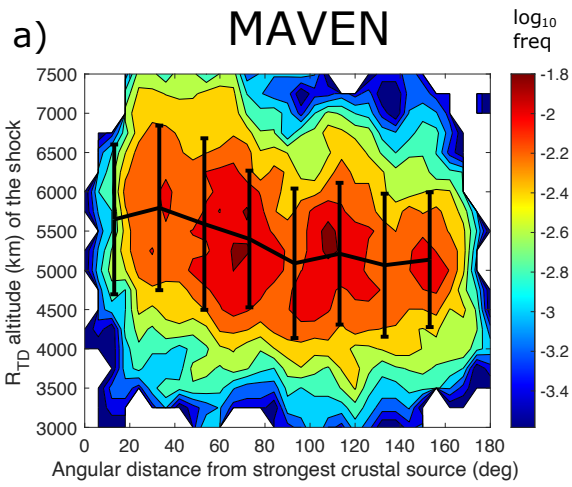 a)
MAVEN
log10
freq
7500
7000
6500
6000
5500
5000
4500
4000
3500
3000
R_TD altitude (km) of the shock
0 20 40 60 80 100 120 140 160 180
Angular distance from strongest crustal source (deg)
-1.8
-2
-2.2
-2.4
-2.6
-2.8
-3
-3.2
-3.4